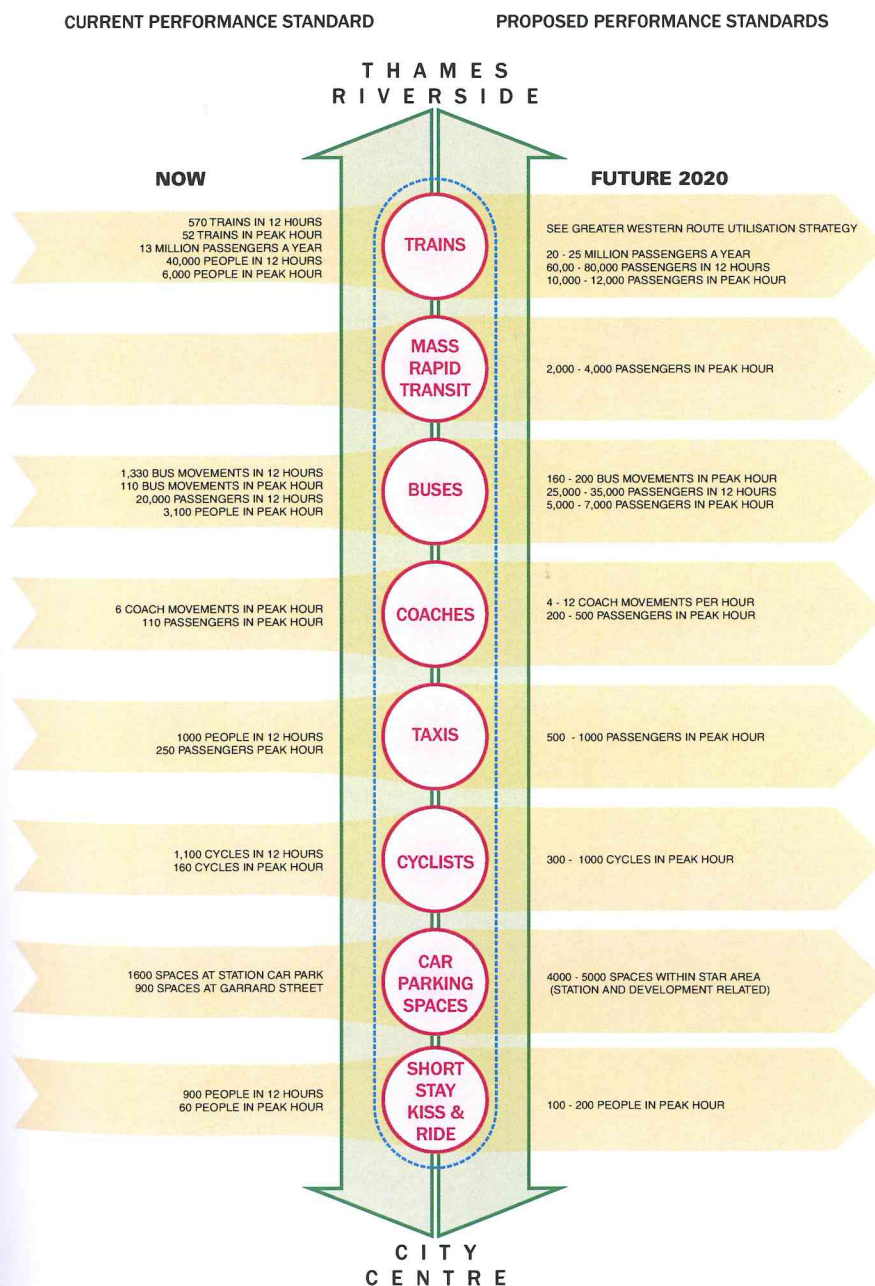 CURRENT PERFORMANCE STANDARD
PROPOSED PERFORMANCE STANDARDS
THAMES
RIVERSIDE
NOW
FUTURE 2020
570 TRAINS IN 12 HOURS
52 TRAINS IN PEAK HOUR
13 MILLION PASSENGERS A YEAR
40,000 PEOPLE IN 12 HOURS
6,000 PEOPLE IN PEAK HOUR
TRAINS
SEE GREATER WESTERN ROUTE UTILISATION STRATEGY
20 - 25 MILLION PASSENGERS A YEAR
60,00 - 80,000 PASSENGERS IN 12 HOURS
10,000 - 12,000 PASSENGERS IN PEAK HOUR
MASS
RAPID
TRANSIT
2,000 - 4,000 PASSENGERS IN PEAK HOUR
1,330 BUS MOVEMENTS IN 12 HOURS
110 BUS MOVEMENTS IN PEAK HOUR
20,000 PASSENGERS IN 12 HOURS
3,100 PEOPLE IN PEAK HOUR
BUSES
160 - 200 BUS MOVEMENTS IN PEAK HOUR
25,000 - 35,000 PASSENGERS IN 12 HOURS
5,000 - 7,000 PASSENGERS IN PEAK HOUR
6 COACH MOVEMENTS IN PEAK HOUR
110 PASSENGERS IN PEAK HOUR
COACHES
4 - 12 COACH MOVEMENTS PER HOUR
200 - 500 PASSENGERS IN PEAK HOUR
1000 PEOPLE IN 12 HOURS
250 PASSENGERS PEAK HOUR
TAXIS
500 - 1000 PASSENGERS IN PEAK HOUR
1,100 CYCLES IN 12 HOURS
160 CYCLES IN PEAK HOUR
CYCLISTS
300 - 1000 CYCLES IN PEAK HOUR
1600 SPACES AT STATION CAR PARK
900 SPACES AT GARRARD STREET
CAR
PARKING
SPACES
4000 - 5000 SPACES WITHIN STAR AREA
(STATION AND DEVELOPMENT RELATED)
900 PEOPLE IN 12 HOURS
60 PEOPLE IN PEAK HOUR
SHORT
STAY
KISS &
RIDE
100 - 200 PEOPLE IN PEAK HOUR
CITY
CENTRE